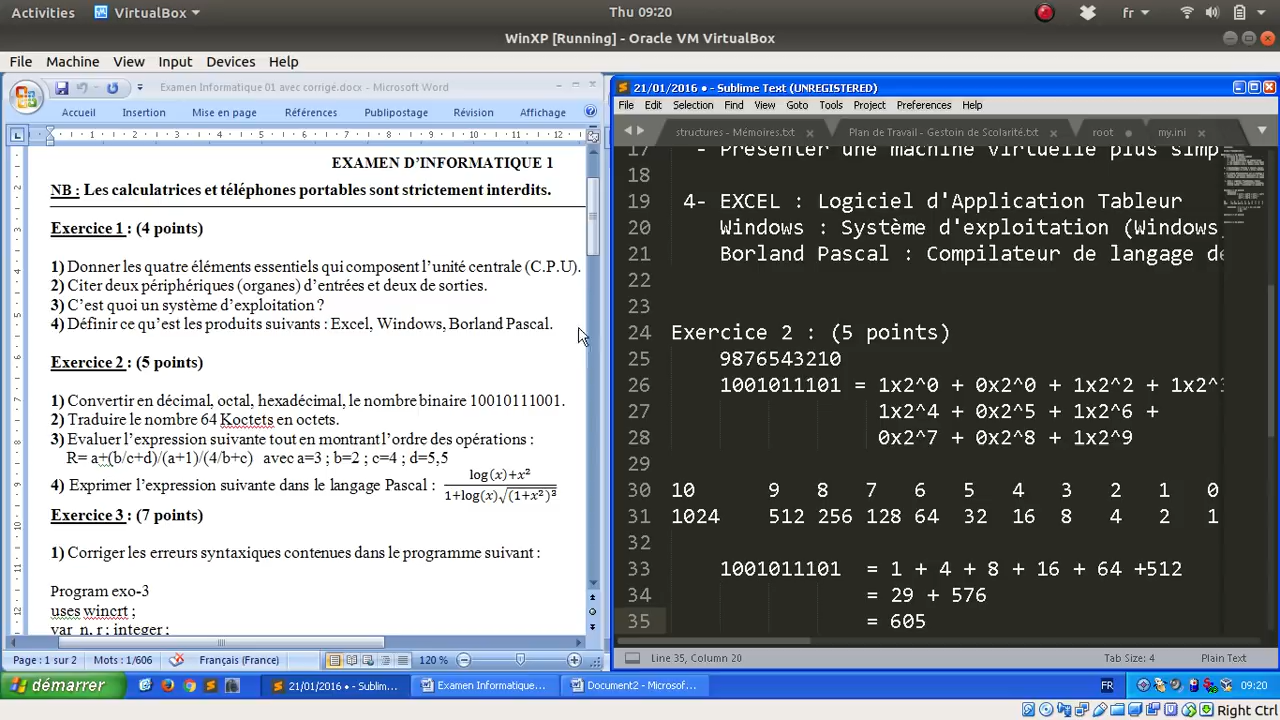 Activities VirtualBox Thu 09:20 fr
WinXP [Running] - Oracle VM VirtualBox
File Machine View Input Devices Help
Examen Informatique 01 avec corrigé.docx - Microsoft Word
Accueil Insertion Mise en page Références Publipostage Révision Affichage
EXAMEN D'INFORMATIQUE 1
NB : Les calculatrices et téléphones portables sont strictement interdits.
Exercice 1 : (4 points)
1) Donner les quatre éléments essentiels qui composent l'unité centrale (C.P.U).
2) Citer deux périphériques (organes) d'entrées et deux de sorties.
3) C'est quoi un système d'exploitation ?
4) Définir ce qu'est les produits suivants : Excel, Windows, Borland Pascal.
Exercice 2 : (5 points)
1) Convertir en décimal, octal, hexadécimal, le nombre binaire 10010111001.
2) Traduire le nombre 64 Koctets en octets.
3) Evaluer l'expression suivante tout en montrant l'ordre des opérations :
R= a+(b/c+d)/(a+1)/(4/b+c) avec a=3 ; b=2 ; c=4 ; d=5,5
4) Exprimer l'expression suivante dans le langage Pascal : log(x)+x² / 1+log(x)√(1+x²)³
Exercice 3 : (7 points)
1) Corriger les erreurs syntaxiques contenues dans le programme suivant :
Program exo-3
uses wincrt ;
var n, r : integer ;
Page : 1 sur 2 Mots : 1/606 Français (France) 120 %
21/01/2016 • - Sublime Text (UNREGISTERED)
File Edit Selection Find View Goto Tools Project Preferences Help
structures - Mémoires.txt Plan de Travail - Gestoin de Scolarité.txt root my.ini
17 - Présenter une machine virtuelle plus simp
18
19 4- EXCEL : Logiciel d'Application Tableur
20 Windows : Système d'exploitation (Windows
21 Borland Pascal : Compilateur de langage de
22
23
24 Exercice 2 : (5 points)
25 9876543210
26 1001011101 = 1x2^0 + 0x2^0 + 1x2^2 + 1x2^3
27 1x2^4 + 0x2^5 + 1x2^6 +
28 0x2^7 + 0x2^8 + 1x2^9
29
30 10 9 8 7 6 5 4 3 2 1 0
31 1024 512 256 128 64 32 16 8 4 2 1
32
33 1001011101 = 1 + 4 + 8 + 16 + 64 +512
34 = 29 + 576
35 = 605
Line 35, Column 20 Tab Size: 4 Plain Text
démarrer 21/01/2016 • - Sublim... Examen Informatique... Document2 - Microsof... FR 09:20
Right Ctrl